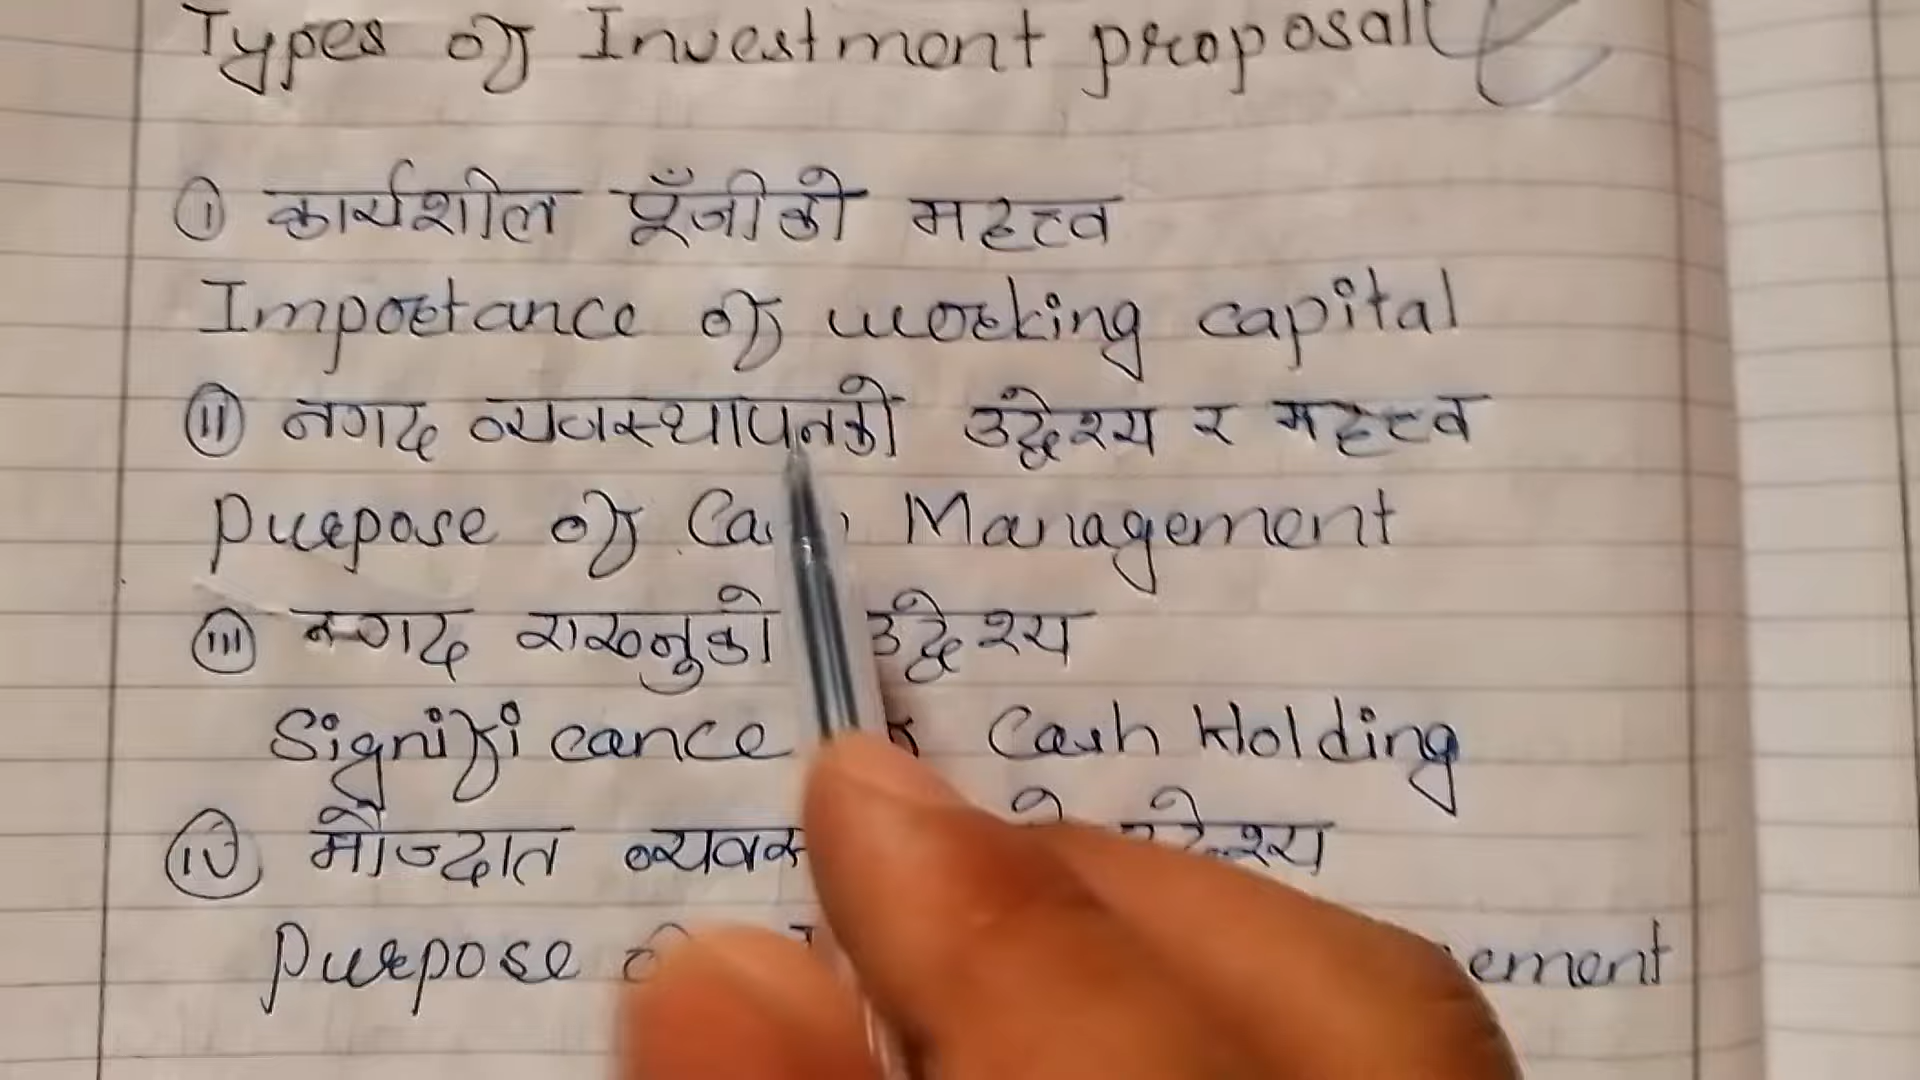 Types of Investment proposal
(i) कार्यशील पूँजीको महत्त्व
Importance of working capital
(ii) नगद व्यवस्थापनको उद्देश्य र महत्त्व
Purpose of Management
(iii) नगद राख्नुको उद्देश्य
Significance Cash Holding
(iv) मौज्दात उद्देश्य
Purpose